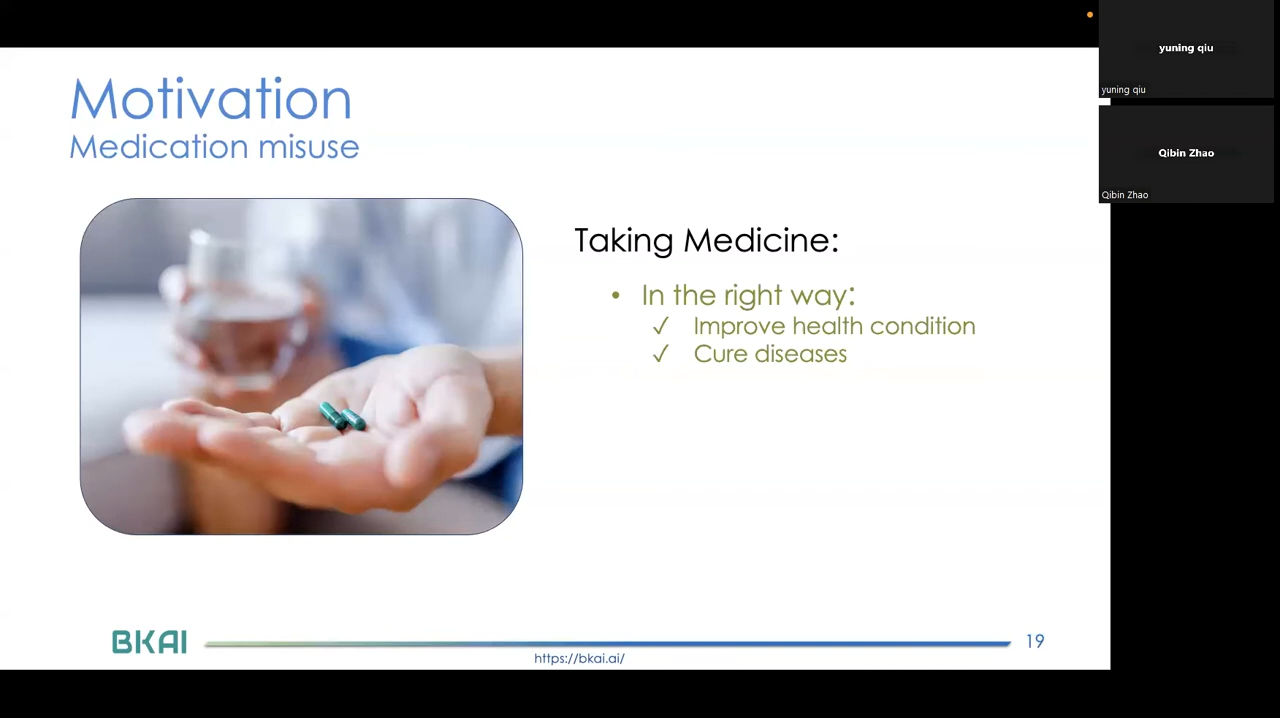 Motivation
Medication misuse
Taking Medicine:
• In the right way:
✓ Improve health condition
✓ Cure diseases
BKAI
https://bkai.ai/
19
yuning qiu
yuning qiu
Qibin Zhao
Qibin Zhao